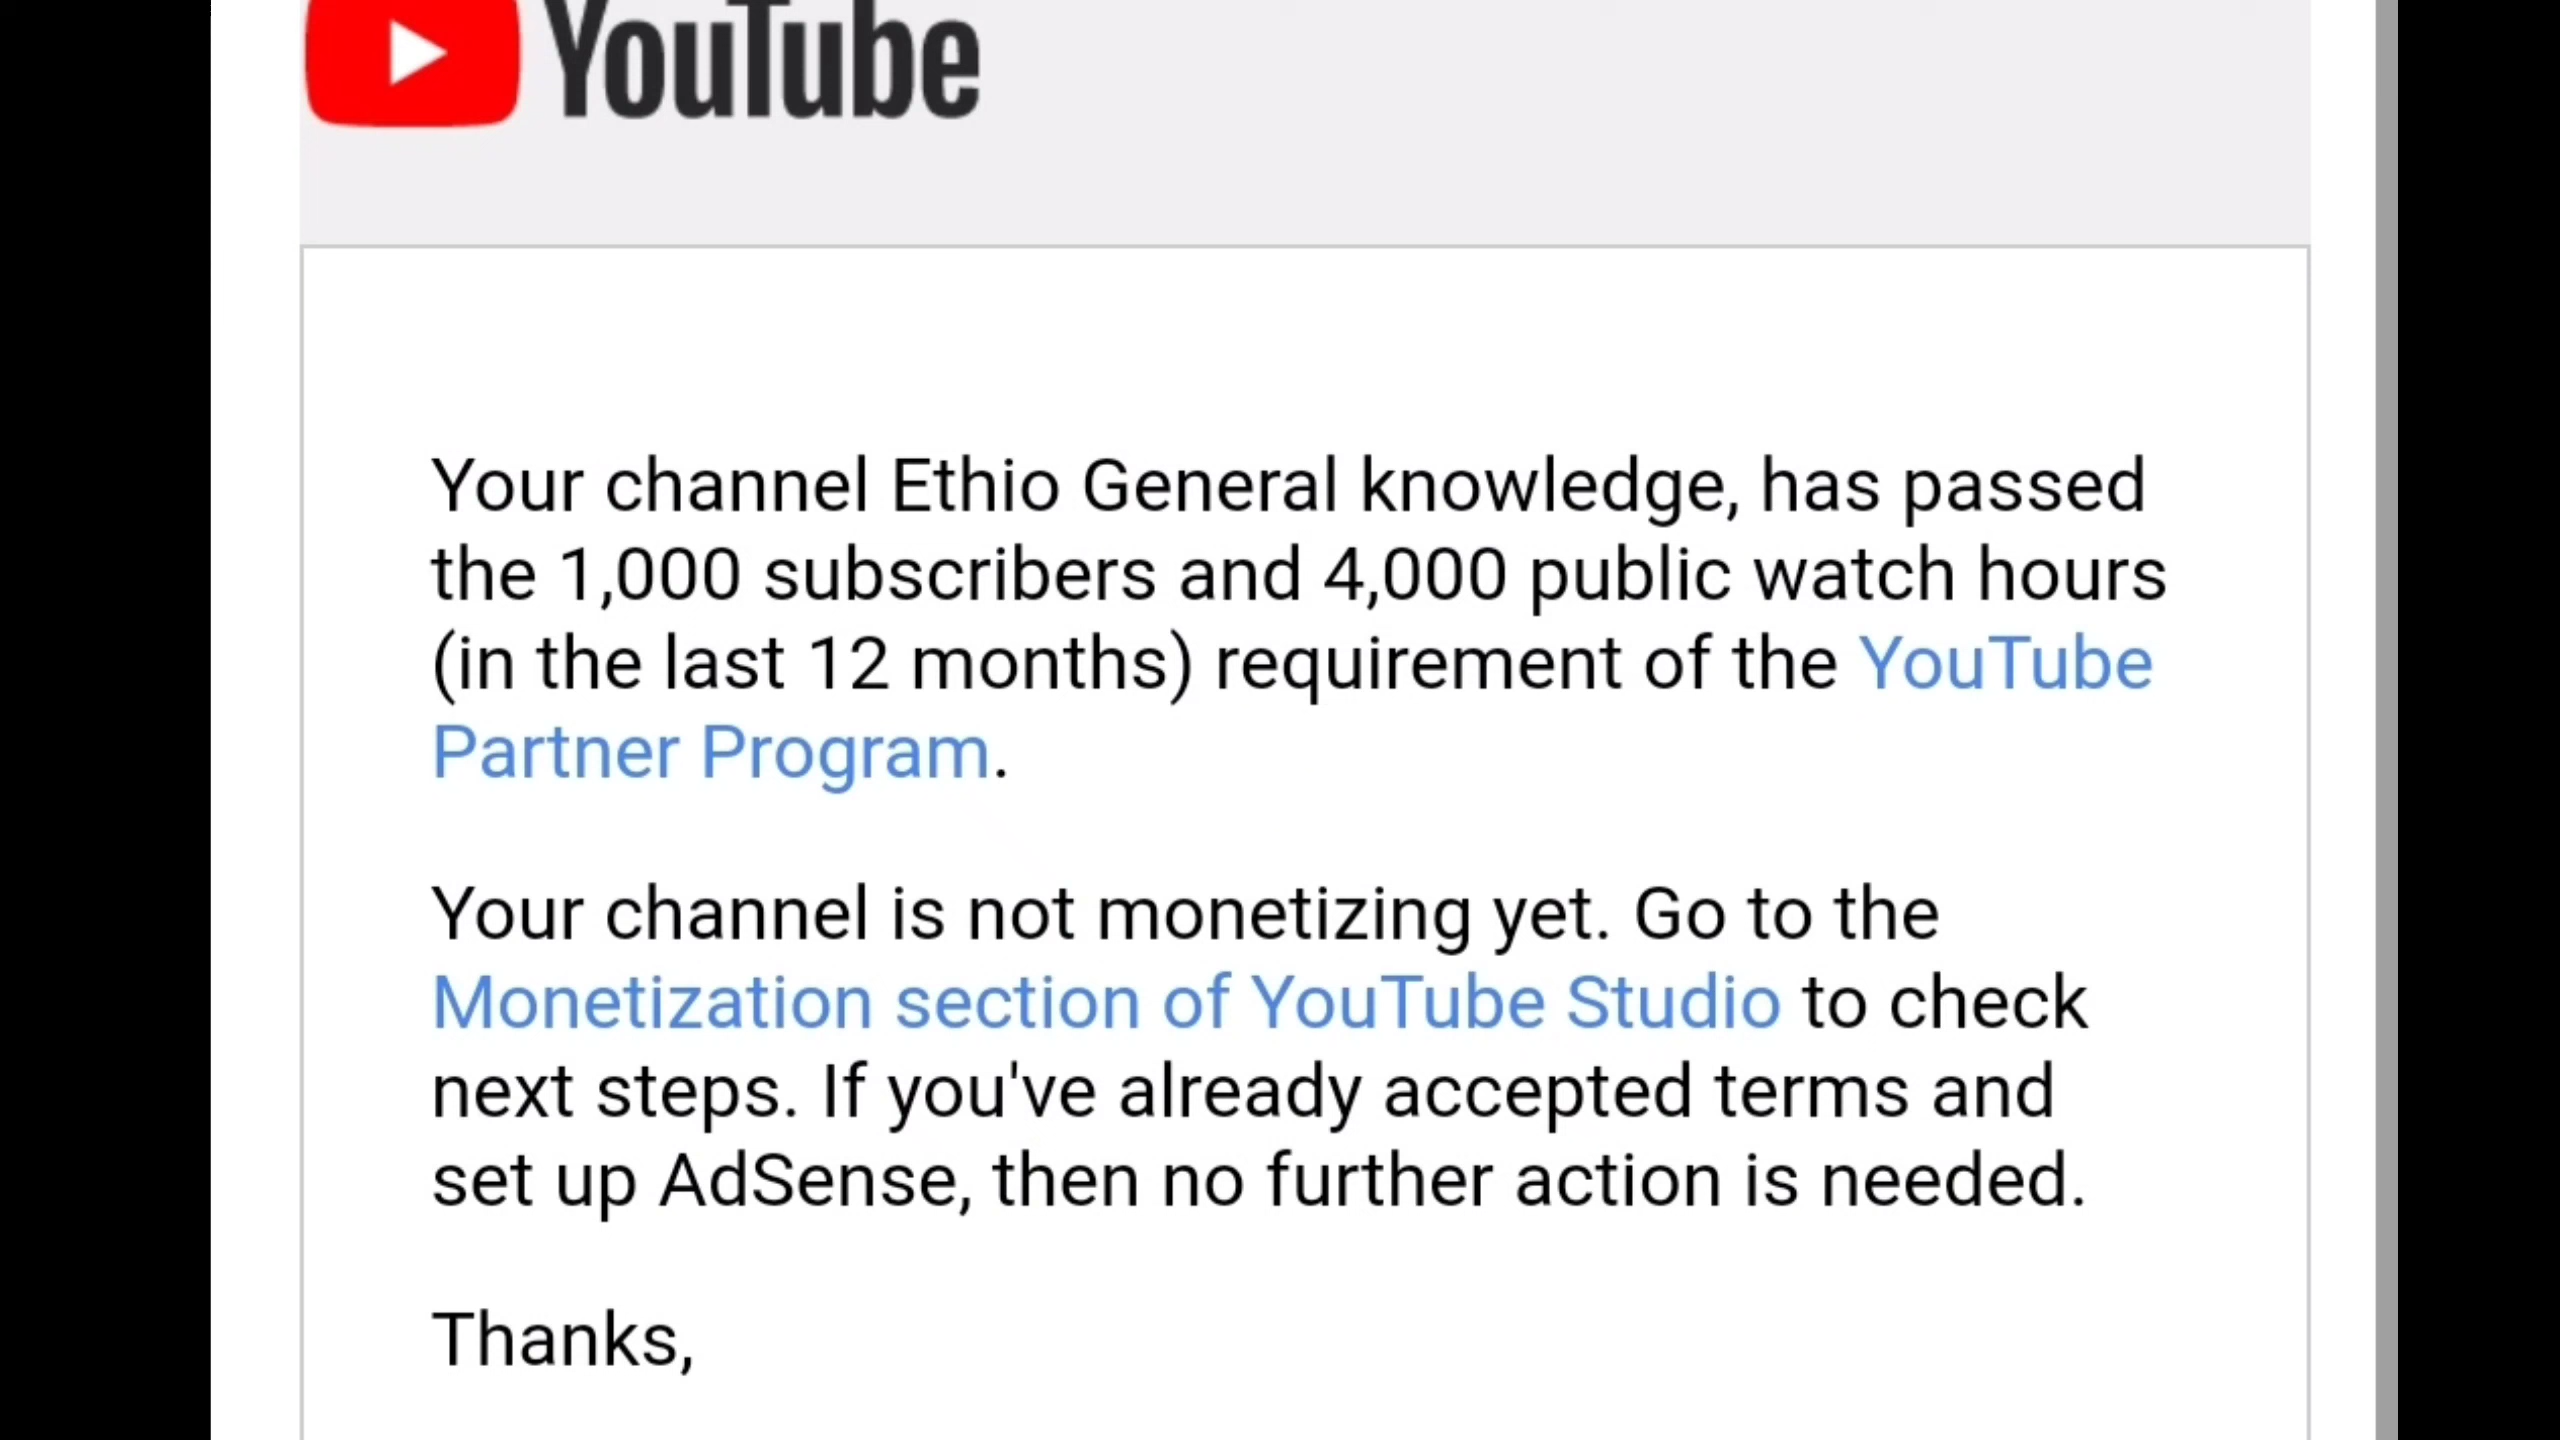 YouTube
Your channel Ethio General knowledge, has passed
the 1,000 subscribers and 4,000 public watch hours
(in the last 12 months) requirement of the YouTube
Partner Program.
Your channel is not monetizing yet. Go to the
Monetization section of YouTube Studio to check
next steps. If you've already accepted terms and
set up AdSense, then no further action is needed.
Thanks,